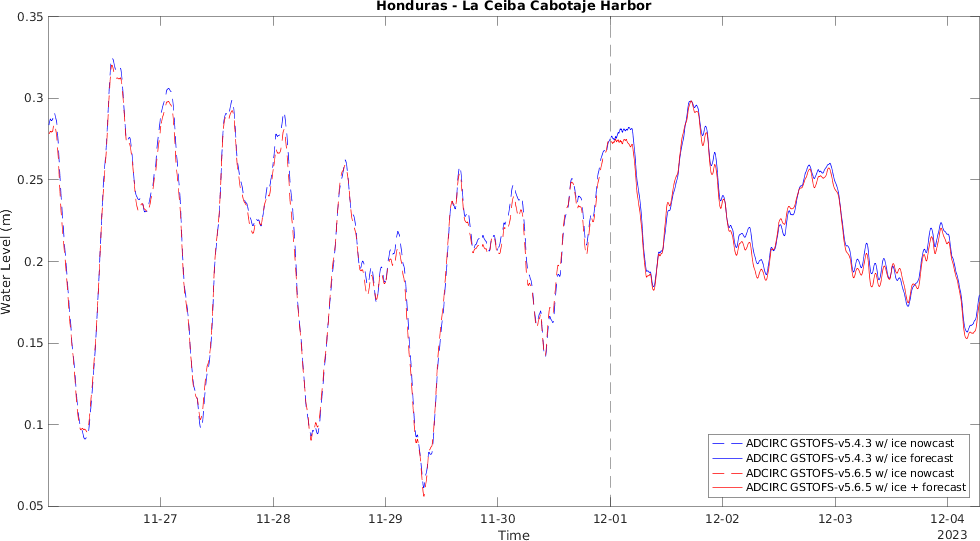 Honduras - La Ceiba Cabotaje Harbor
0.35
0.3
0.25
0.2
0.15
0.1
0.05
Water Level (m)
ADCIRC GSTOFS-v5.4.3 w/ ice nowcast
ADCIRC GSTOFS-v5.4.3 w/ ice forecast
ADCIRC GSTOFS-v5.6.5 w/ ice nowcast
ADCIRC GSTOFS-v5.6.5 w/ ice + forecast
11-27
11-28
11-29
11-30
12-01
12-02
12-03
12-04
Time
2023